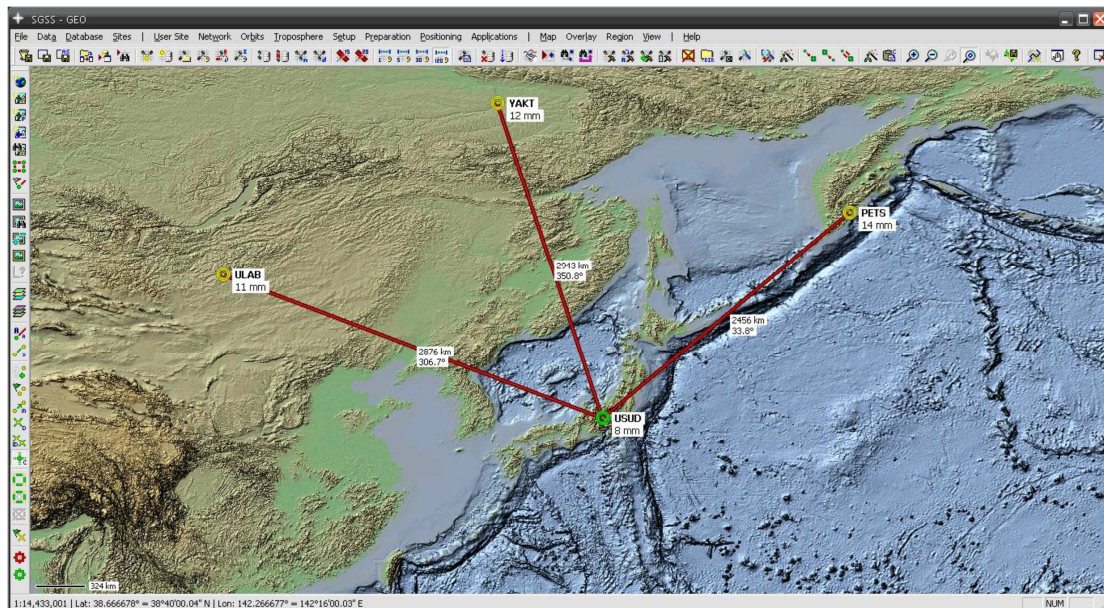 SGSS - GEO
File Data Database Sites | User Site Network Orbits Troposphere Setup Preparation Positioning Applications | Map Overlay Region View | Help
YAKT
12 mm
PETS
14 mm
2943 km
350.8°
ULAB
11 mm
2456 km
33.8°
2876 km
306.7°
USUD
8 mm
324 km
1:14,433,001 | Lat: 38.666678° = 38°40'00.04" N | Lon: 142.266677° = 142°16'00.03" E
NUM